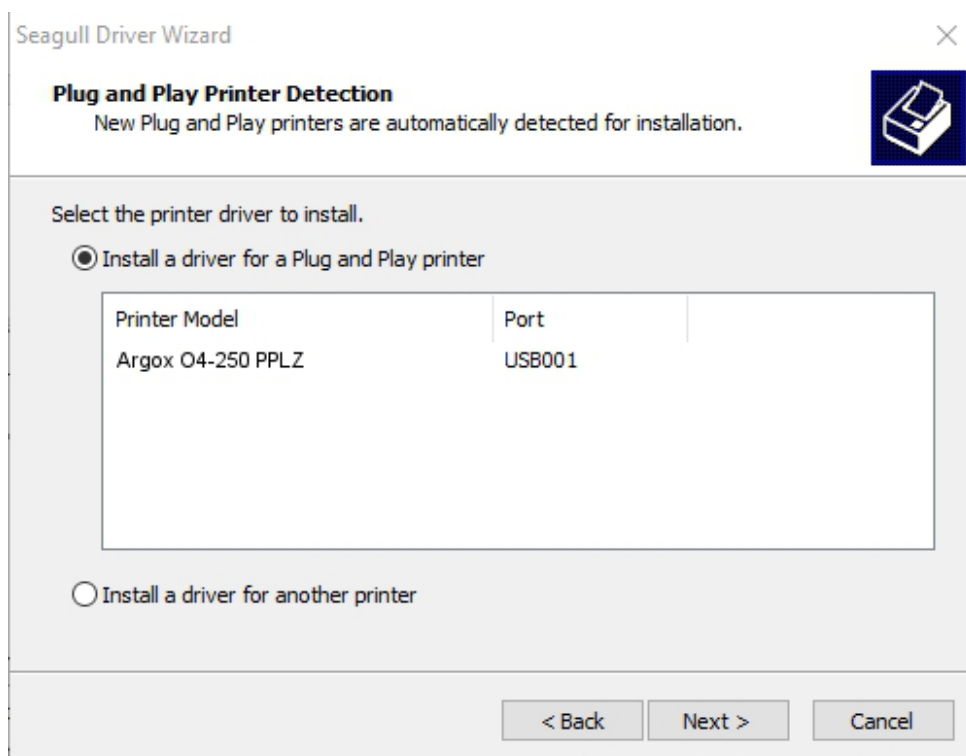 Seagull Driver Wizard
Plug and Play Printer Detection
New Plug and Play printers are automatically detected for installation.
Select the printer driver to install.
Install a driver for a Plug and Play printer
Printer Model Port
Argox O4-250 PPLZ USB001
Install a driver for another printer
< Back Next > Cancel